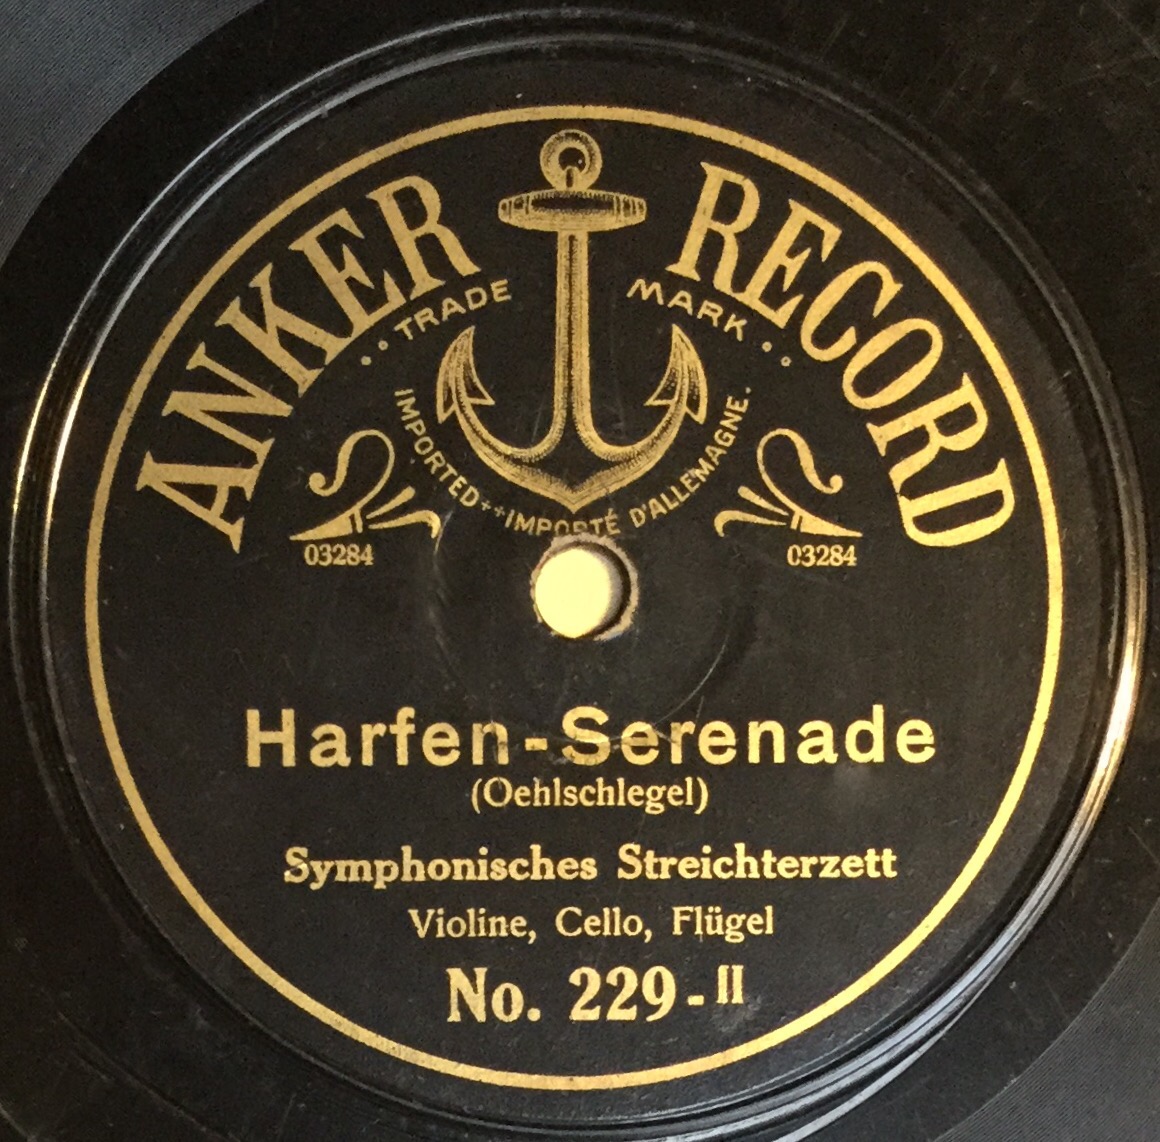 ANKER RECORD
··TRADE MARK··
IMPORTED++IMPORTÉ D'ALLEMAGNE.
03284 03284
Harfen-Serenade
(Oehlschlegel)
Symphonisches Streichterzett
Violine, Cello, Flügel
No. 229-II